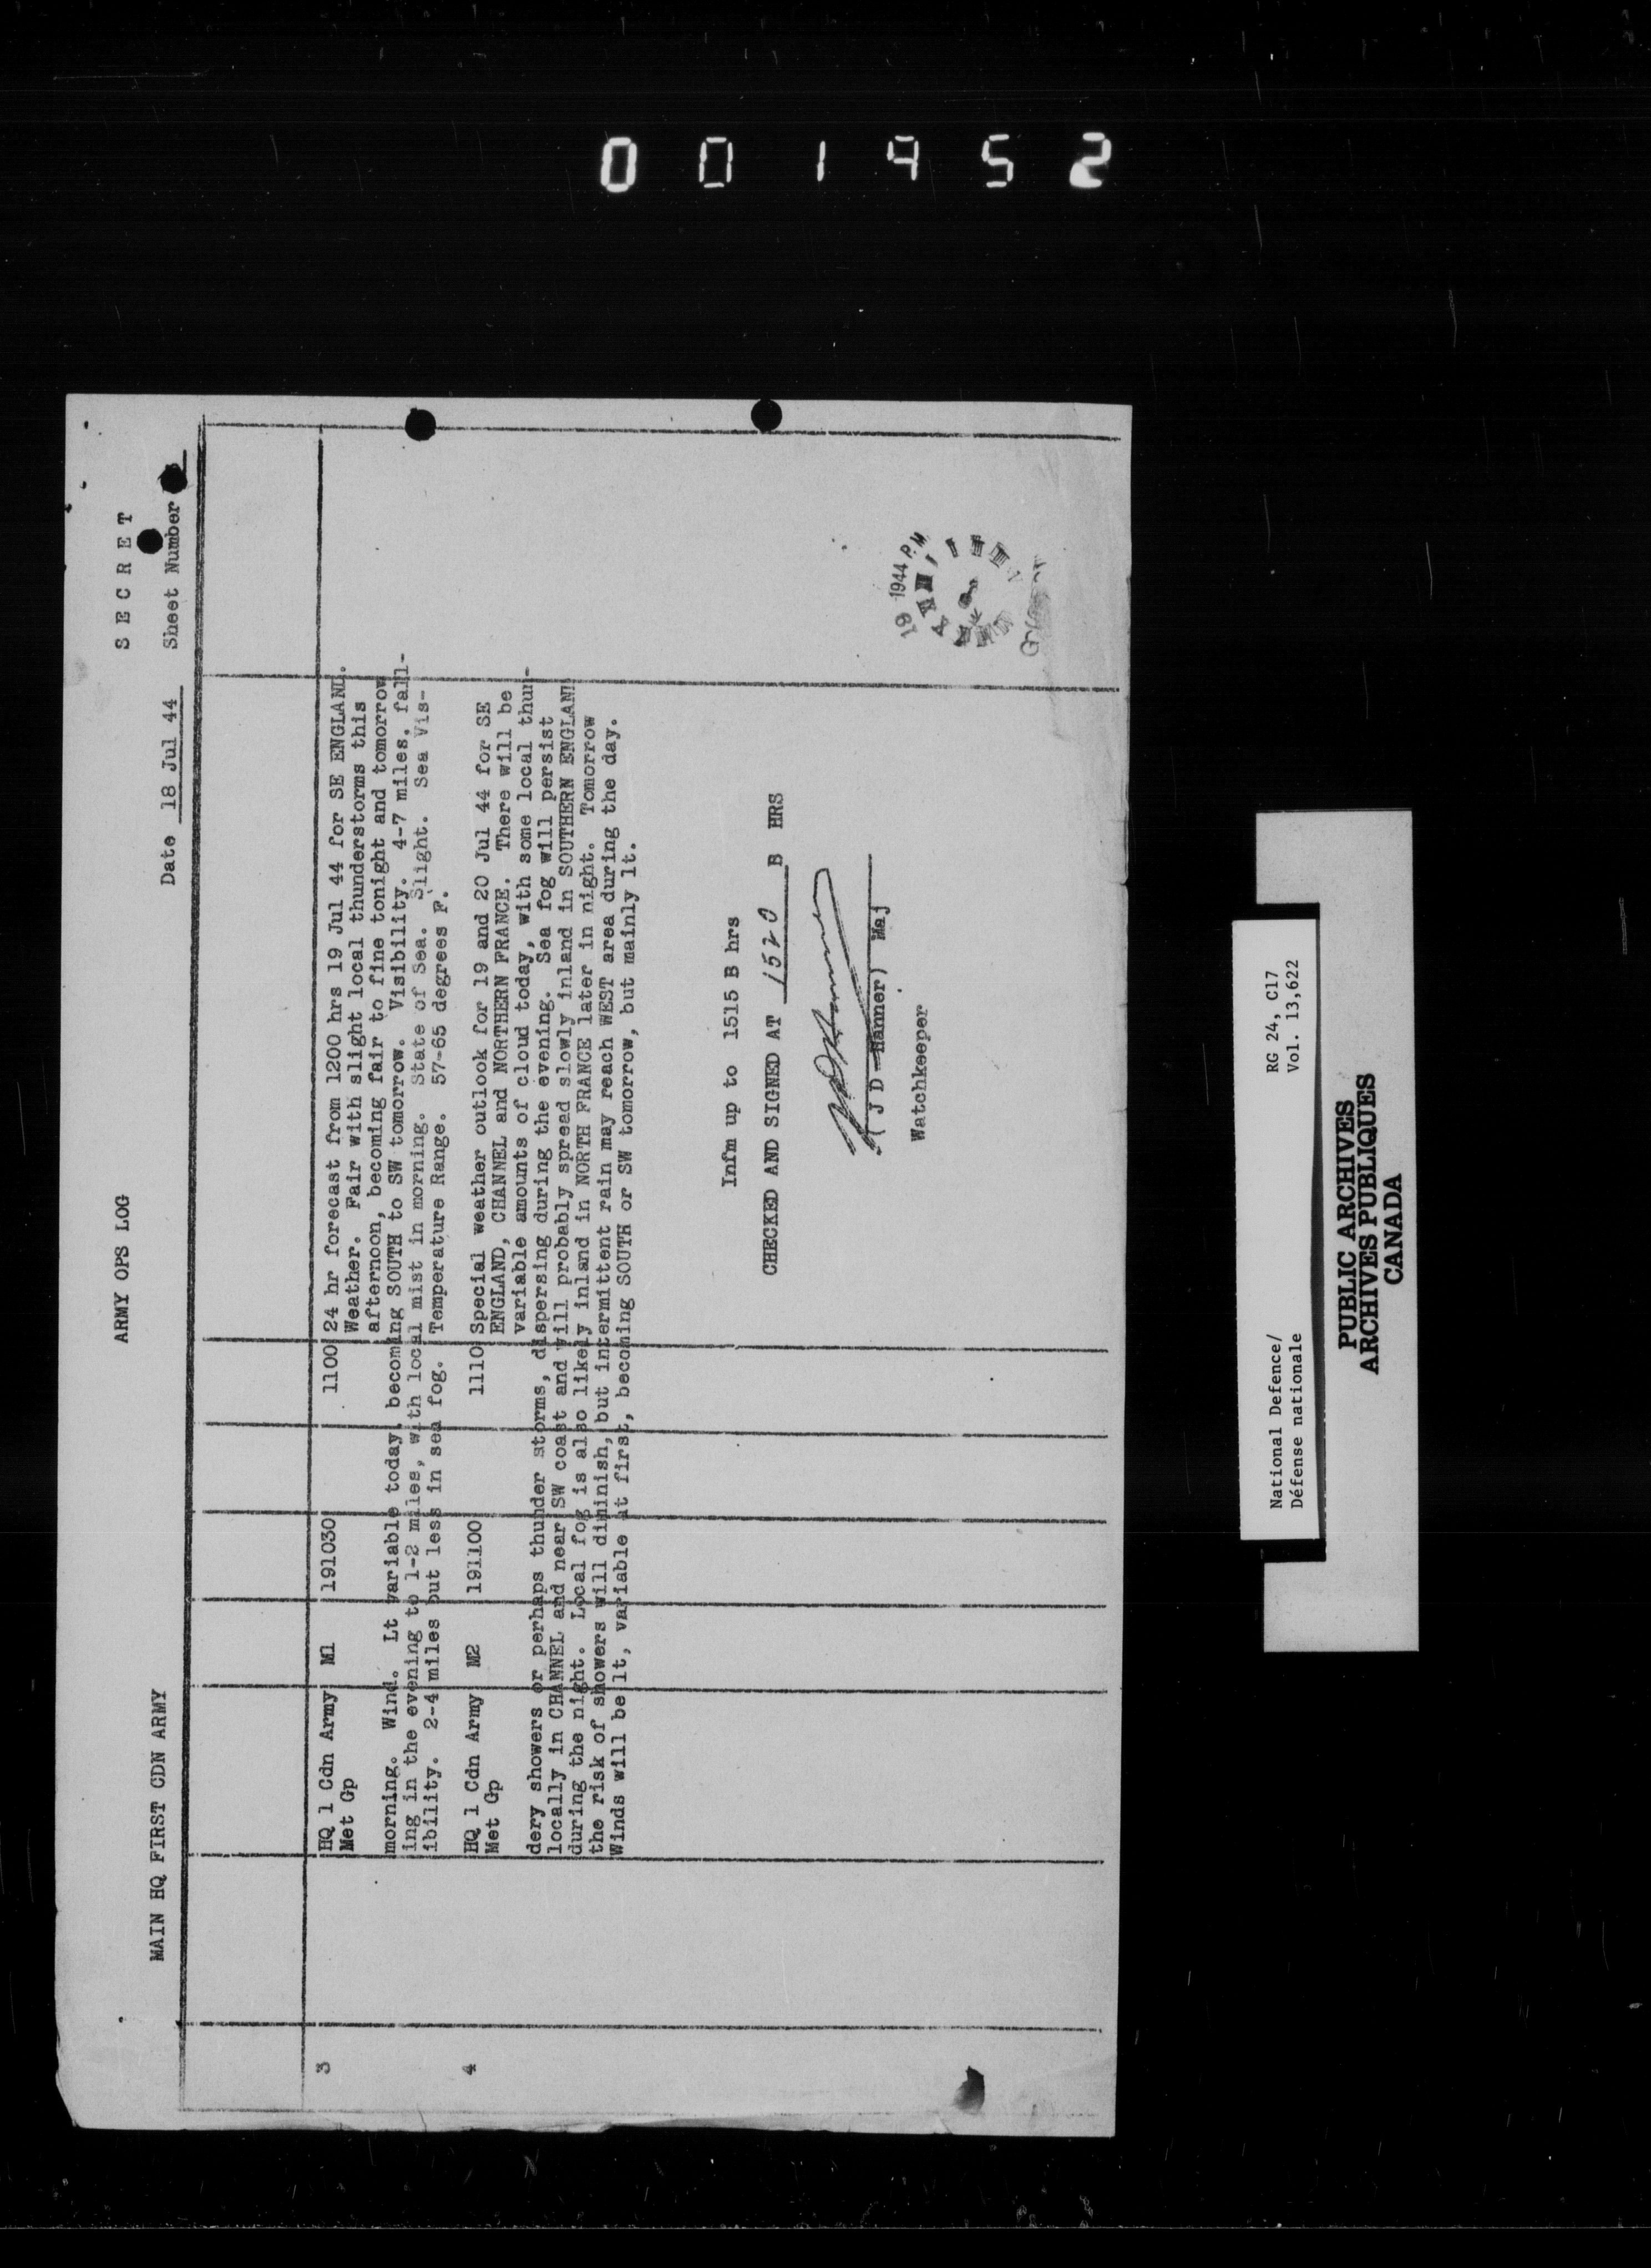 001952
ARMY OPS LOG
S E C R E T
MAIN HQ FIRST CDN ARMY
Date 18 Jul 44 Sheet Number
3 HQ 1 Cdn Army M1 191030 1100 24 hr forecast from 1200 hrs 19 Jul 44 for SE ENGLAND.
Met Gp Weather. Fair with slight local thunderstorms this
afternoon, becoming fair to fine tonight and tomorrow
morning. Wind. Lt variable today, becoming SOUTH to SW tomorrow. Visibility. 4-7 miles, fall-
ing in the evening to 1-2 miles, with local mist in morning. State of Sea. Slight. Sea Vis-
ibility. 2-4 miles but less in sea fog. Temperature Range. 57-65 degrees F.
4 HQ 1 Cdn Army M2 191100 1110 Special weather outlook for 19 and 20 Jul 44 for SE
Met Gp ENGLAND, CHANNEL and NORTHERN FRANCE. There will be
variable amounts of cloud today, with some local thun-
dery showers or perhaps thunder storms, dispersing during the evening. Sea fog will persist
locally in CHANNEL and near SW coast and will probably spread slowly inland in SOUTHERN ENGLAND
during the night. Local fog is also likely inland in NORTH FRANCE later in night. Tomorrow
the risk of showers will diminish, but intermittent rain may reach WEST area during the day.
Winds will be lt, variable at first, becoming SOUTH or SW tomorrow, but mainly lt.
Infm up to 1515 B hrs
CHECKED AND SIGNED AT 1520 B HRS
( J D Hanner) Maj
Watchkeeper
19 1944 P.M
National Defence/ RG 24, C17
Défense nationale Vol. 13,622
PUBLIC ARCHIVES
ARCHIVES PUBLIQUES
CANADA